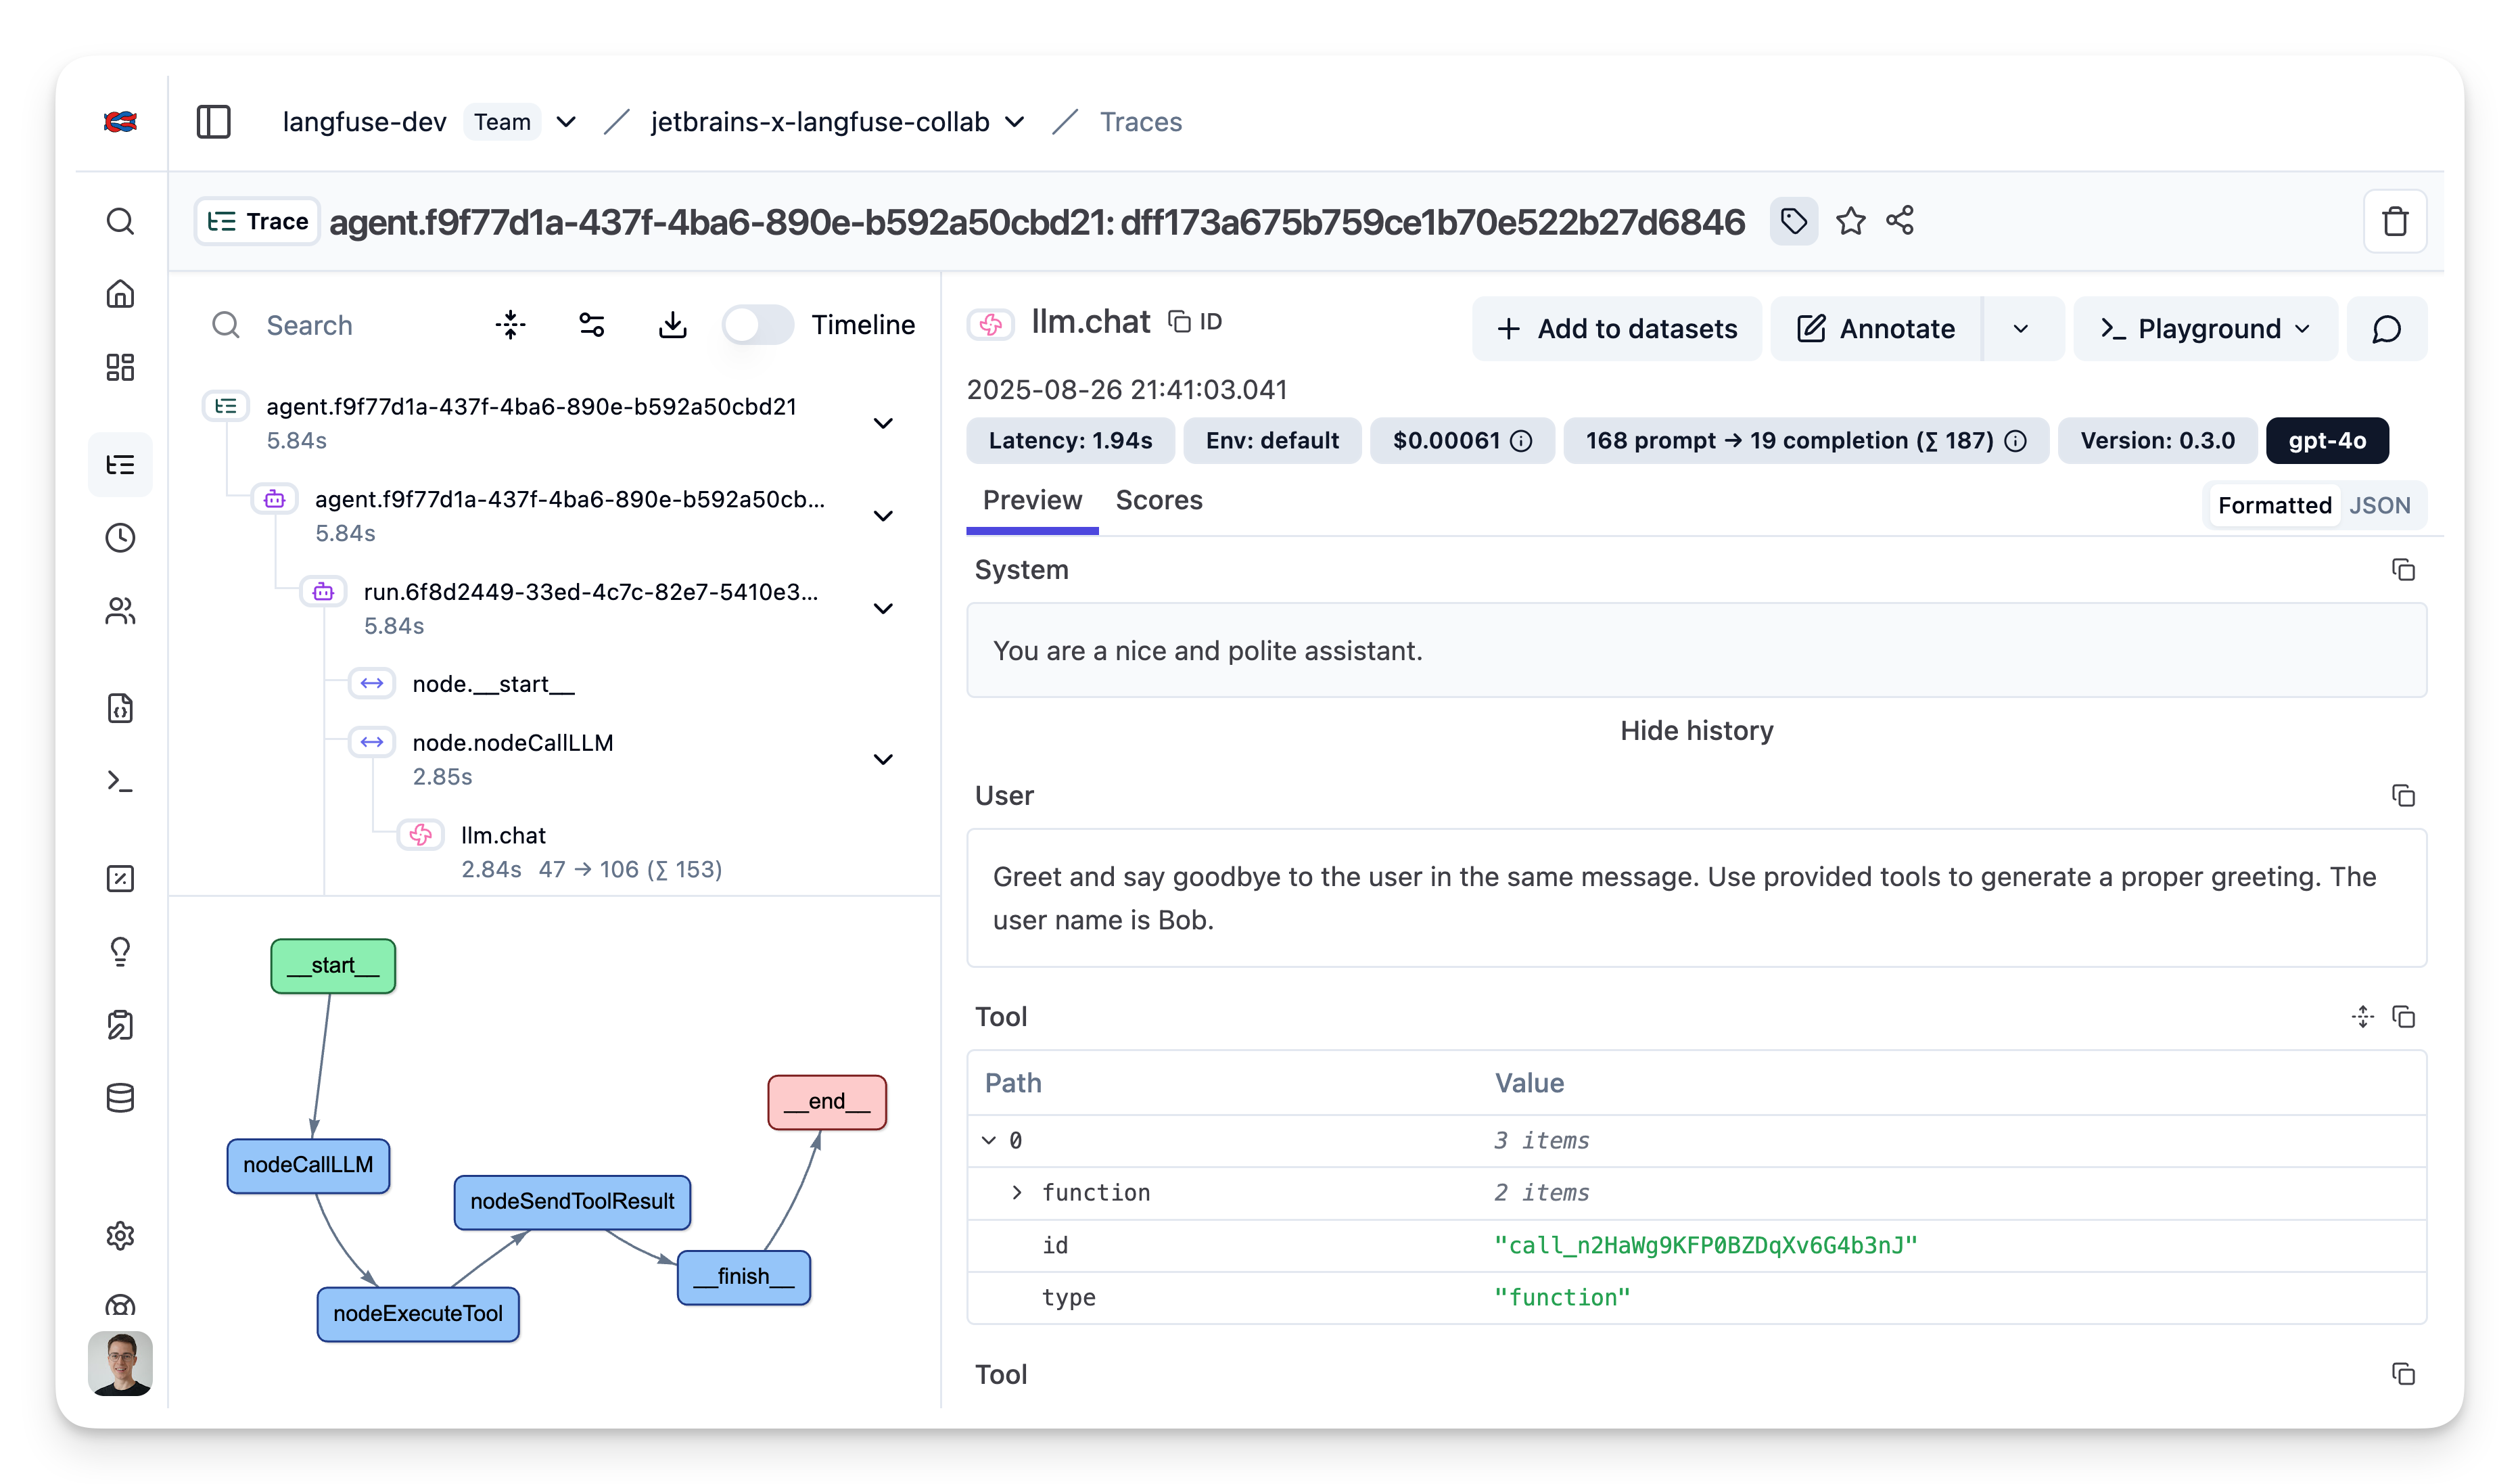 langfuse-dev Team / jetbrains-x-langfuse-collab / Traces
Trace agent.f9f77d1a-437f-4ba6-890e-b592a50cbd21: dff173a675b759ce1b70e522b27d6846
Search Timeline
agent.f9f77d1a-437f-4ba6-890e-b592a50cbd21
5.84s
agent.f9f77d1a-437f-4ba6-890e-b592a50cb...
5.84s
run.6f8d2449-33ed-4c7c-82e7-5410e3...
5.84s
node.__start__
node.nodeCallLLM
2.85s
llm.chat
2.84s 47 → 106 (∑ 153)
__start__
nodeCallLLM
nodeExecuteTool
nodeSendToolResult
__finish__
__end__
llm.chat ID
Add to datasets Annotate Playground
2025-08-26 21:41:03.041
Latency: 1.94s Env: default $0.00061 168 prompt → 19 completion (∑ 187) Version: 0.3.0 gpt-4o
Preview Scores
Formatted JSON
System
You are a nice and polite assistant.
Hide history
User
Greet and say goodbye to the user in the same message. Use provided tools to generate a proper greeting. The
user name is Bob.
Tool
Path Value
0 3 items
function 2 items
id "call_n2HaWg9KFP0BZDqXv6G4b3nJ"
type "function"
Tool